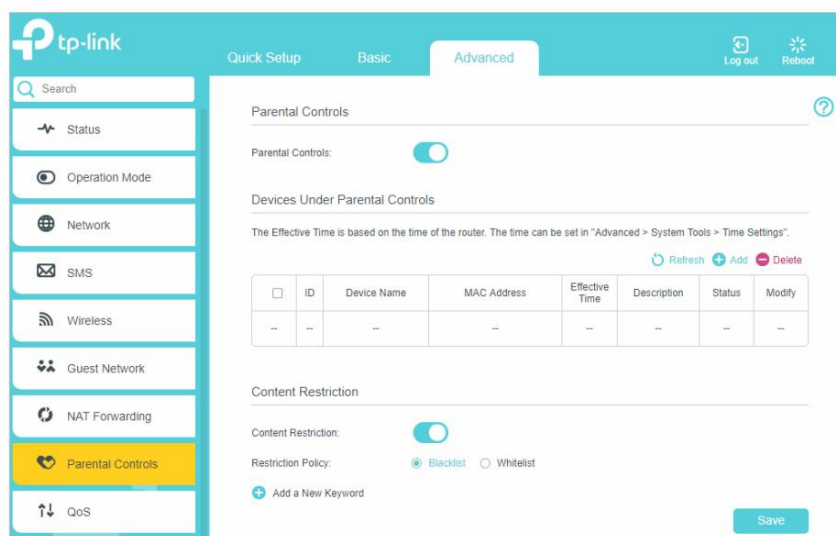 tp-link
Quick Setup
Basic
Advanced
Log out
Reboot
Search
Status
Operation Mode
Network
SMS
Wireless
Guest Network
NAT Forwarding
Parental Controls
QoS
Parental Controls
Parental Controls:
Devices Under Parental Controls
The Effective Time is based on the time of the router. The time can be set in "Advanced > System Tools > Time Settings".
Refresh Add Delete
ID Device Name MAC Address Effective Time Description Status Modify
-- -- -- -- -- -- -- --
Content Restriction
Content Restriction:
Restriction Policy: Blacklist Whitelist
Add a New Keyword
Save